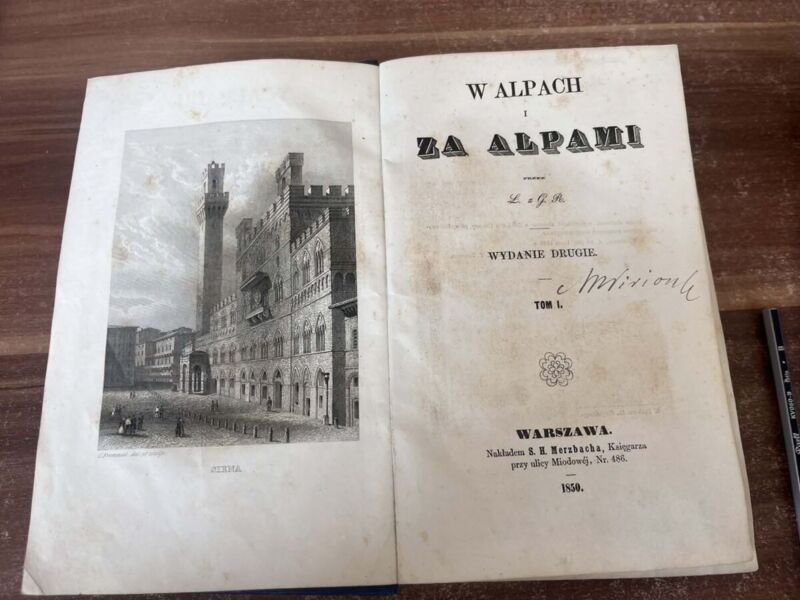 SIENA
W ALPACH
I
ZA ALPAMI
PRZEZ
L. z G. R.
WYDANIE DRUGIE.
TOM I.
WARSZAWA.
Nakładem S. H. Merzbacha, Księgarza
przy ulicy Miodowéj, Nr. 486.
1850.